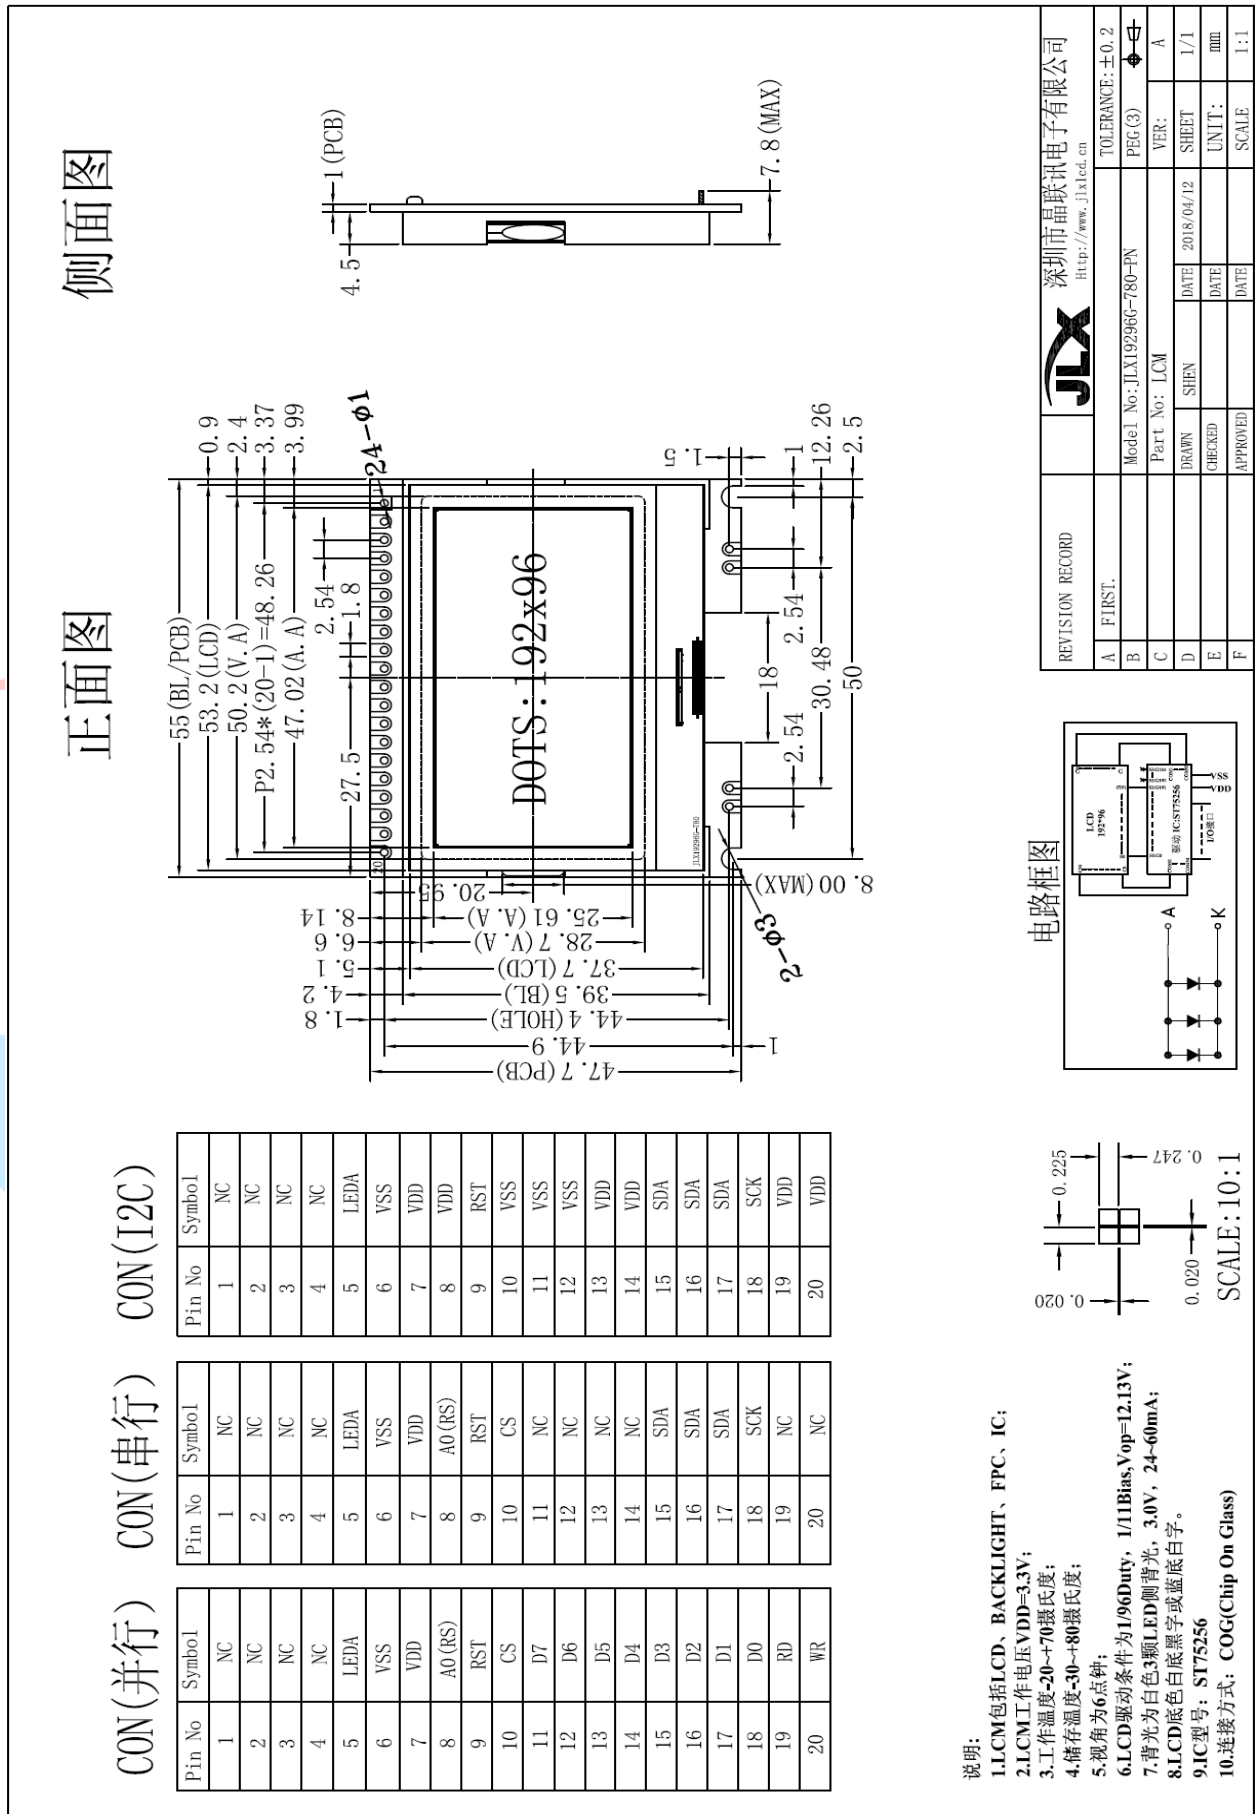 CON(并行)
Pin No Symbol
1 NC
2 NC
3 NC
4 NC
5 LEDA
6 VSS
7 VDD
8 A0(RS)
9 RST
10 CS
11 D7
12 D6
13 D5
14 D4
15 D3
16 D2
17 D1
18 D0
19 RD
20 WR
CON(串行)
Pin No Symbol
1 NC
2 NC
3 NC
4 NC
5 LEDA
6 VSS
7 VDD
8 A0(RS)
9 RST
10 CS
11 NC
12 NC
13 NC
14 NC
15 SDA
16 SDA
17 SDA
18 SCK
19 NC
20 NC
CON(I2C)
Pin No Symbol
1 NC
2 NC
3 NC
4 NC
5 LEDA
6 VSS
7 VDD
8 VDD
9 RST
10 VSS
11 VSS
12 VSS
13 VDD
14 VDD
15 SDA
16 SDA
17 SDA
18 SCK
19 VDD
20 VDD
正面图
55(BL/PCB)
53.2(LCD)
50.2(V.A)
P2.54*(20-1)=48.26
47.02(A.A)
2.54
27.5
1.8
0.9
2.4
3.37
3.99
24-ф1
20
1
DOTS:192x96
JLX19296G-780
47.7(PCB)
44.9
44.4(HOLE)
39.5(BL)
37.7(LCD)
28.7(V.A)
25.61(A.A)
20.95
1.8
4.2
5.1
6.6
8.14
1
8.00(MAX)
2-ф3
1.5
1
12.26
2.5
2.54
18
2.54
30.48
50
侧面图
1(PCB)
4.5
7.8(MAX)
说明:
1.LCM包括LCD、BACKLIGHT、FPC、IC;
2.LCM工作电压VDD=3.3V;
3.工作温度-20~+70摄氏度;
4.储存温度-30~+80摄氏度;
5.视角为6点钟;
6.LCD驱动条件为1/96Duty，1/11Bias,Vop=12.13V;
7.背光为白色3颗LED侧背光，3.0V，24~60mA;
8.LCD底色白底黑字或蓝底白字。
9.IC型号：ST75256
10.连接方式：COG(Chip On Glass)
0.225
0.247
0.020
0.020
SCALE:10:1
电路框图
LCD
192*96
驱动 IC:ST75256
I/O接口
VSS
VDD
A
K
REVISION RECORD
A FIRST.
B
C
D
E
F
JLX
深圳市晶联讯电子有限公司
Http://www.jlxlcd.cn
TOLERANCE:±0.2
Model No:JLX19296G-780-PN
PEG(3)
Part No: LCM
VER: A
DRAWN SHEN DATE 2018/04/12 SHEET 1/1
CHECKED DATE UNIT: mm
APPROVED DATE SCALE 1:1